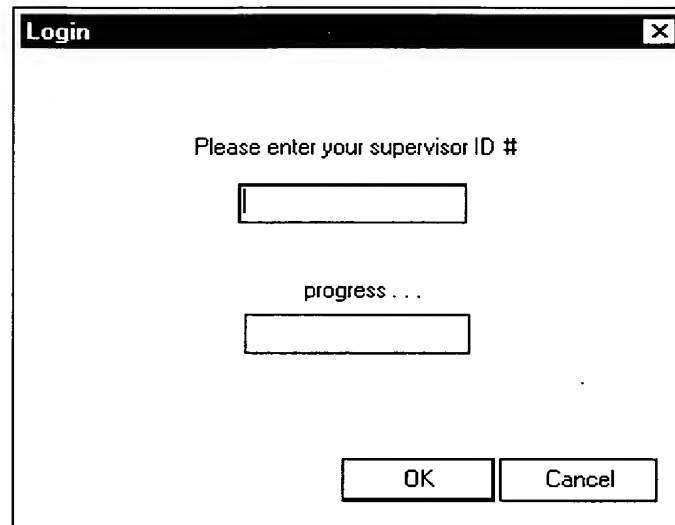 Login
Please enter your supervisor ID #
progress . . .
OK Cancel